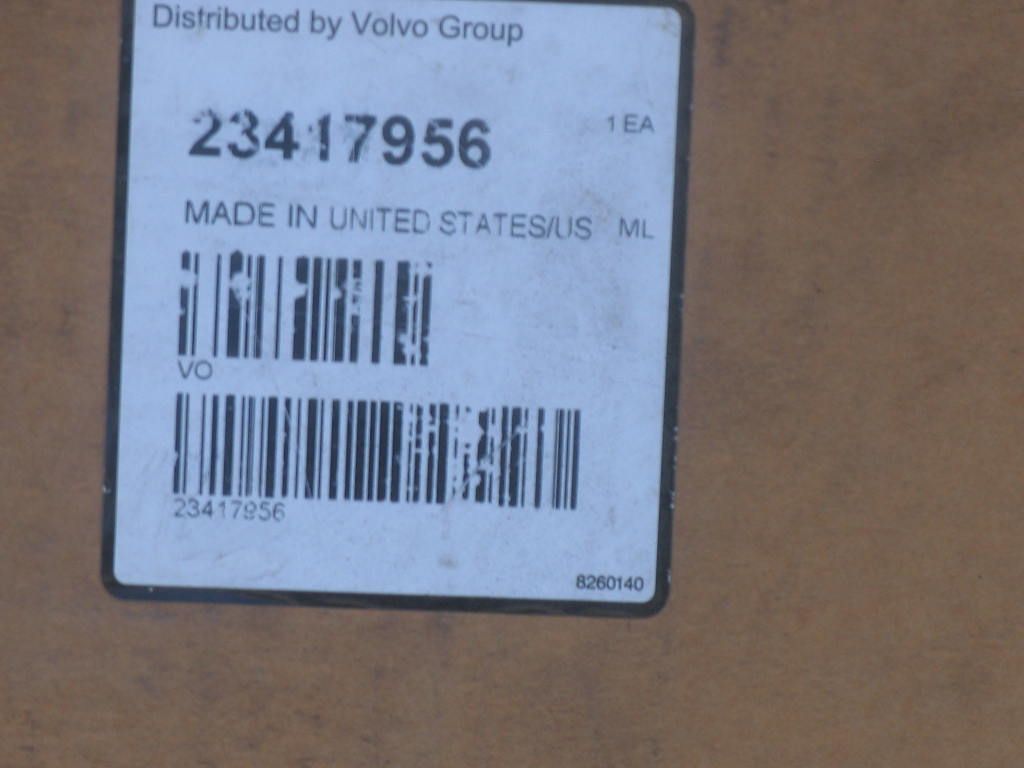 Distributed by Volvo Group
23417956
1 EA
MADE IN UNITED STATES/US ML
VO
23417956
8260140